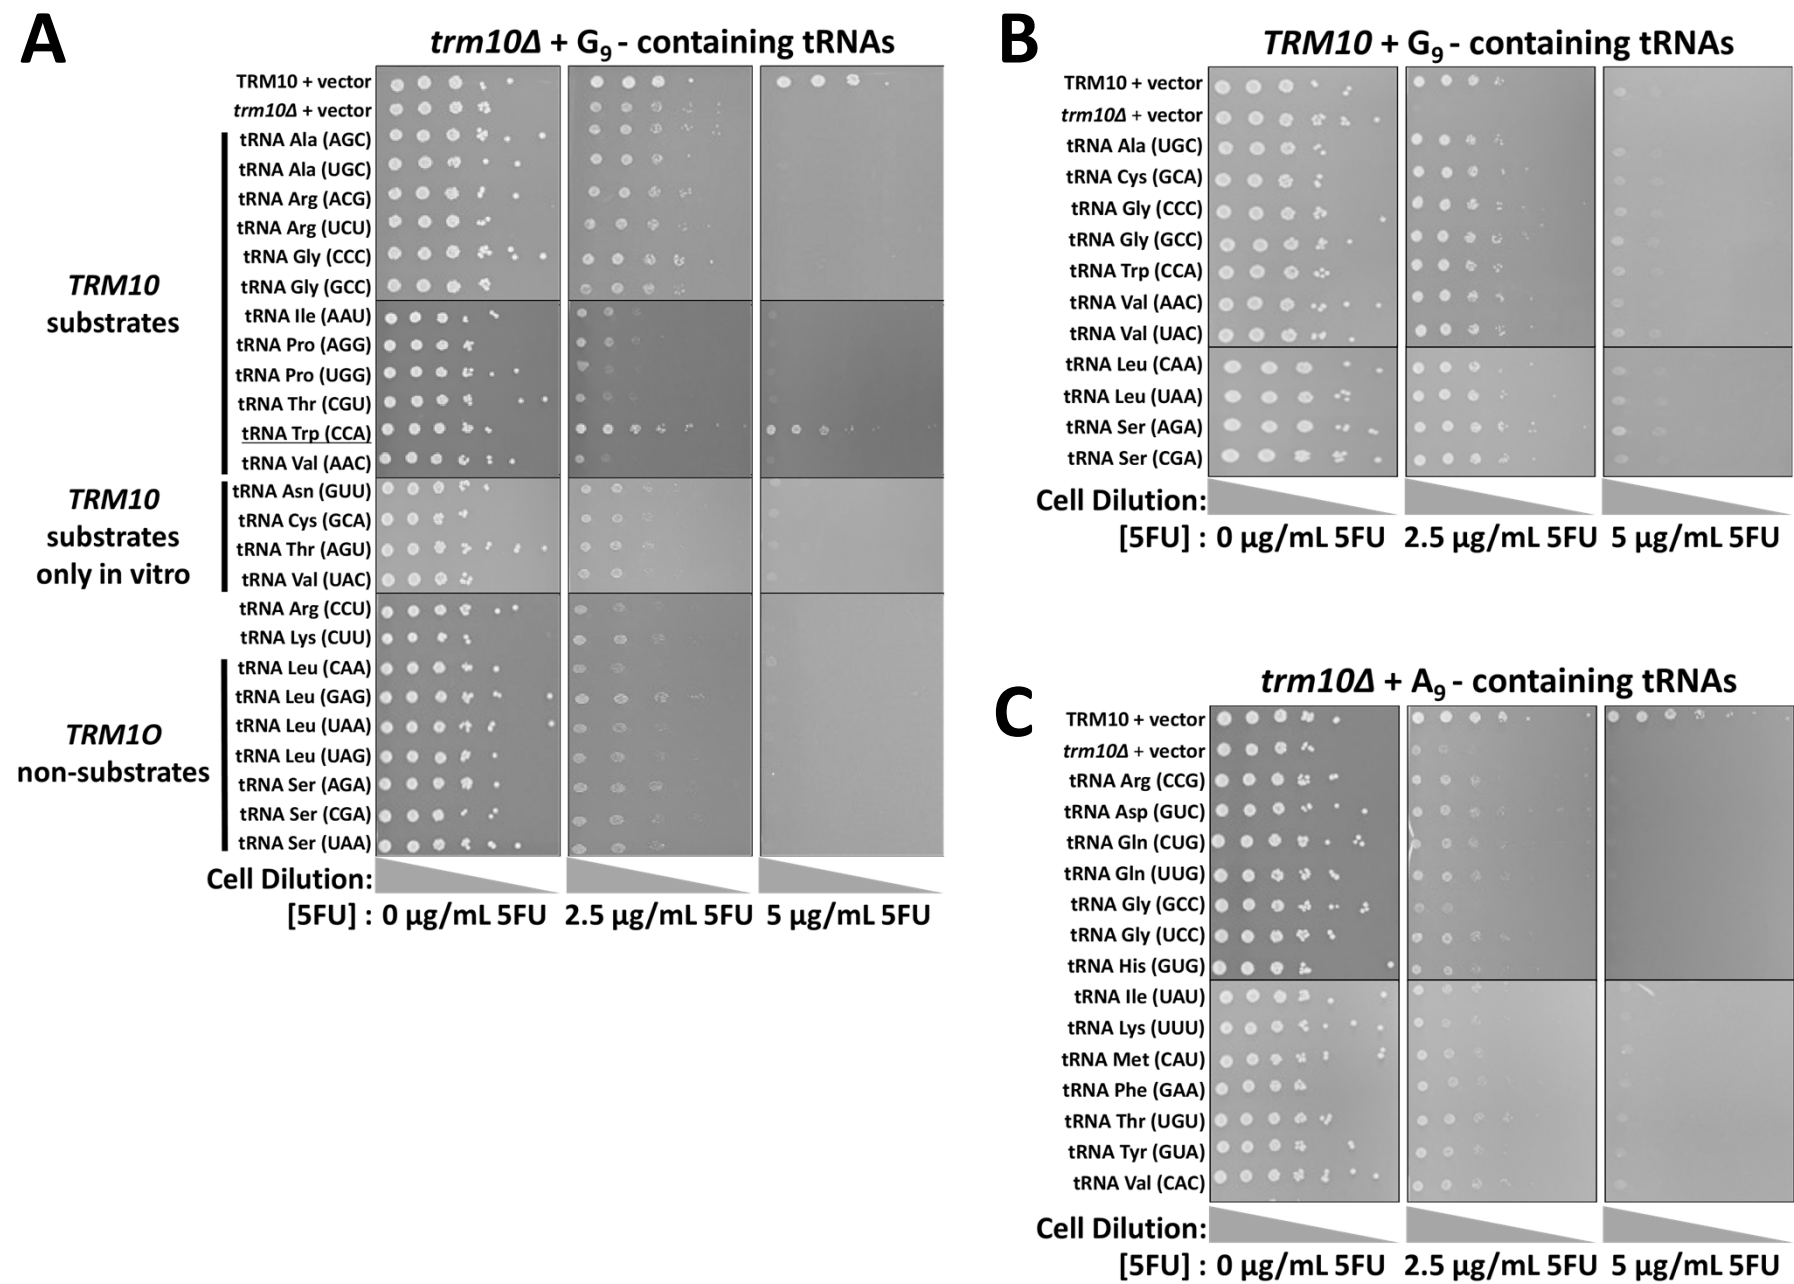 A
trm10Δ + G9 - containing tRNAs
TRM10 + vector
trm10Δ + vector
tRNA Ala (AGC)
tRNA Ala (UGC)
tRNA Arg (ACG)
tRNA Arg (UCU)
tRNA Gly (CCC)
tRNA Gly (GCC)
tRNA Ile (AAU)
tRNA Pro (AGG)
tRNA Pro (UGG)
tRNA Thr (CGU)
tRNA Trp (CCA)
tRNA Val (AAC)
TRM10
substrates
tRNA Asn (GUU)
tRNA Cys (GCA)
tRNA Thr (AGU)
tRNA Val (UAC)
TRM10
substrates
only in vitro
tRNA Arg (CCU)
tRNA Lys (CUU)
tRNA Leu (CAA)
tRNA Leu (GAG)
tRNA Leu (UAA)
tRNA Leu (UAG)
tRNA Ser (AGA)
tRNA Ser (CGA)
tRNA Ser (UAA)
TRM1O
non-substrates
Cell Dilution:
[5FU] : 0 µg/mL 5FU 2.5 µg/mL 5FU 5 µg/mL 5FU
B
TRM10 + G9 - containing tRNAs
TRM10 + vector
trm10Δ + vector
tRNA Ala (UGC)
tRNA Cys (GCA)
tRNA Gly (CCC)
tRNA Gly (GCC)
tRNA Trp (CCA)
tRNA Val (AAC)
tRNA Val (UAC)
tRNA Leu (CAA)
tRNA Leu (UAA)
tRNA Ser (AGA)
tRNA Ser (CGA)
Cell Dilution:
[5FU] : 0 µg/mL 5FU 2.5 µg/mL 5FU 5 µg/mL 5FU
C
trm10Δ + A9 - containing tRNAs
TRM10 + vector
trm10Δ + vector
tRNA Arg (CCG)
tRNA Asp (GUC)
tRNA Gln (CUG)
tRNA Gln (UUG)
tRNA Gly (GCC)
tRNA Gly (UCC)
tRNA His (GUG)
tRNA Ile (UAU)
tRNA Lys (UUU)
tRNA Met (CAU)
tRNA Phe (GAA)
tRNA Thr (UGU)
tRNA Tyr (GUA)
tRNA Val (CAC)
Cell Dilution:
[5FU] : 0 µg/mL 5FU 2.5 µg/mL 5FU 5 µg/mL 5FU